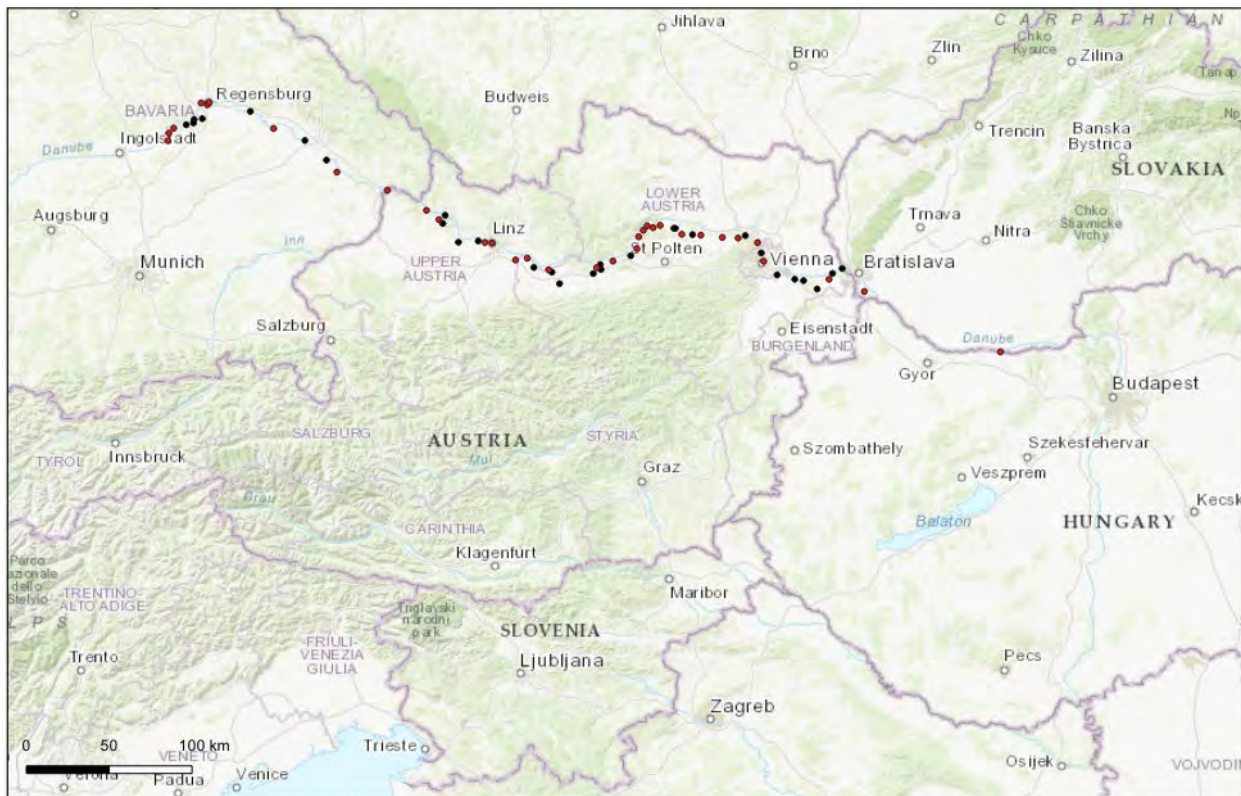 CARPATHIAN
Jihlava
Chko
Kysuce
Brno
Zlin
Zilina
Tanap
Regensburg
BAVARIA
Budweis
Ingolstadt
Danube
Trencin
Banska
Bystrica
SLOVAKIA
LOWER
AUSTRIA
Augsburg
Linz
Trnava
Chko
Štiavnicke
Vrchy
Nitra
Inn
Munich
UPPER
AUSTRIA
St Polten
Vienna
Bratislava
Salzburg
Eisenstadt
BURGENLAND
Danube
Gyor
Budapest
SALZBURG
AUSTRIA
STYRIA
Innsbruck
TYROL
Mur
Szombathely
Szekesfehervar
Veszprem
Graz
Drau
Balaton
Kecsk
HUNGARY
CARINTHIA
Klagenfurt
Parco
nazionale
dello
Stelvio
Maribor
TRENTINO-
ALTO ADIGE
Triglavski
narodni
park
SLOVENIA
L P S
FRIULI-
VENEZIA
GIULIA
Trento
Ljubljana
Pecs
Zagreb
0 50 100 km
Trieste
VENETO
Verona
Padua
Venice
Osijek
VOJVODIN